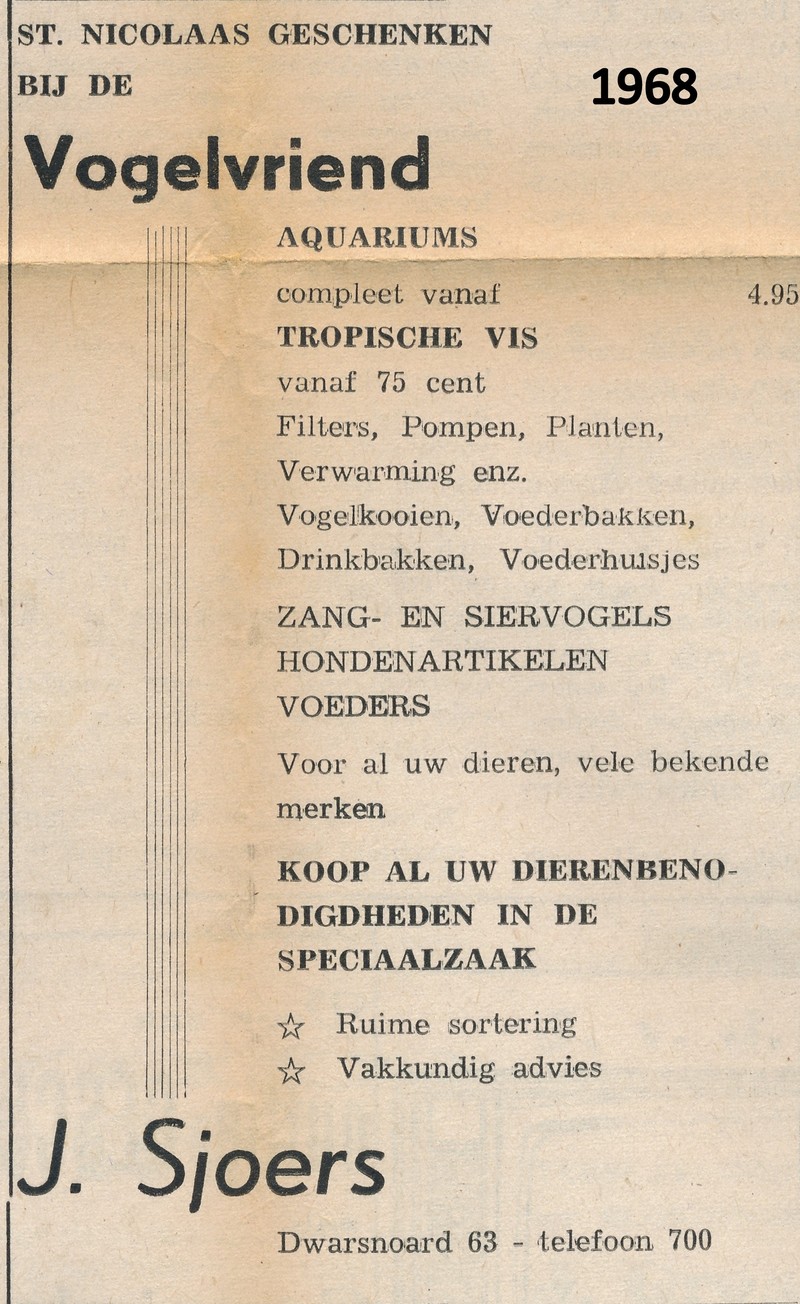 ST. NICOLAAS GESCHENKEN
BIJ DE
1968
Vogelvriend
AQUARIUMS
compleet vanaf 4.95
TROPISCHE VIS
vanaf 75 cent
Filters, Pompen, Planten,
Verwarming enz.
Vogelkooien, Voederbakken,
Drinkbakken, Voederhuisjes
ZANG- EN SIERVOGELS
HONDENARTIKELEN
VOEDERS
Voor al uw dieren, vele bekende
merken
KOOP AL UW DIERENBENO-
DIGDHEDEN IN DE
SPECIAALZAAK
☆ Ruime sortering
☆ Vakkundig advies
J. Sjoers
Dwarsnoard 63 - telefoon 700